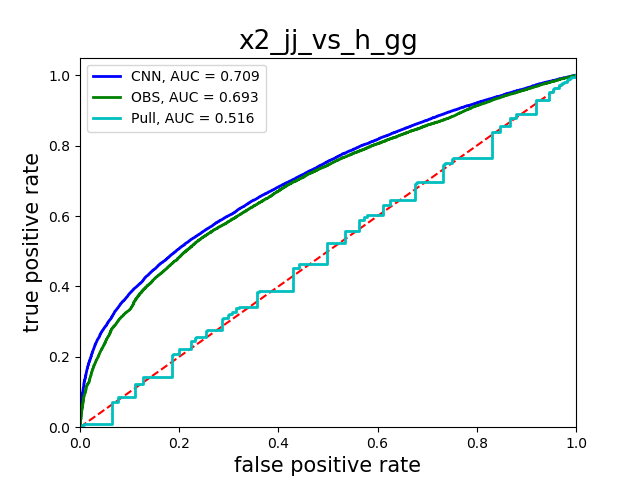 x2_jj_vs_h_gg
CNN, AUC = 0.709
OBS, AUC = 0.693
Pull, AUC = 0.516
true positive rate
1.0
0.8
0.6
0.4
0.2
0.0
0.0 0.2 0.4 0.6 0.8 1.0
false positive rate